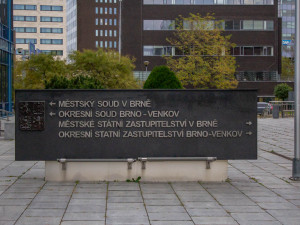 ← MĚSTSKÝ SOUD V BRNĚ
← OKRESNÍ SOUD BRNO-VENKOV
MĚSTSKÉ STÁTNÍ ZASTUPITELSTVÍ V BRNĚ →
OKRESNÍ STÁTNÍ ZASTUPITELSTVÍ BRNO-VENKOV →